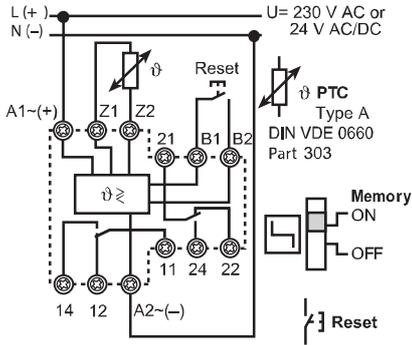 L (+)
U= 230 V AC or
N (–)
24 V AC/DC
ϑ
Reset
ϑ PTC
A1~(+) Z1 Z2
Type A
21 B1 B2
DIN VDE 0660
Part 303
ϑ ≷
Memory
ON
OFF
11 24 22
14 12 A2~(–)
Reset